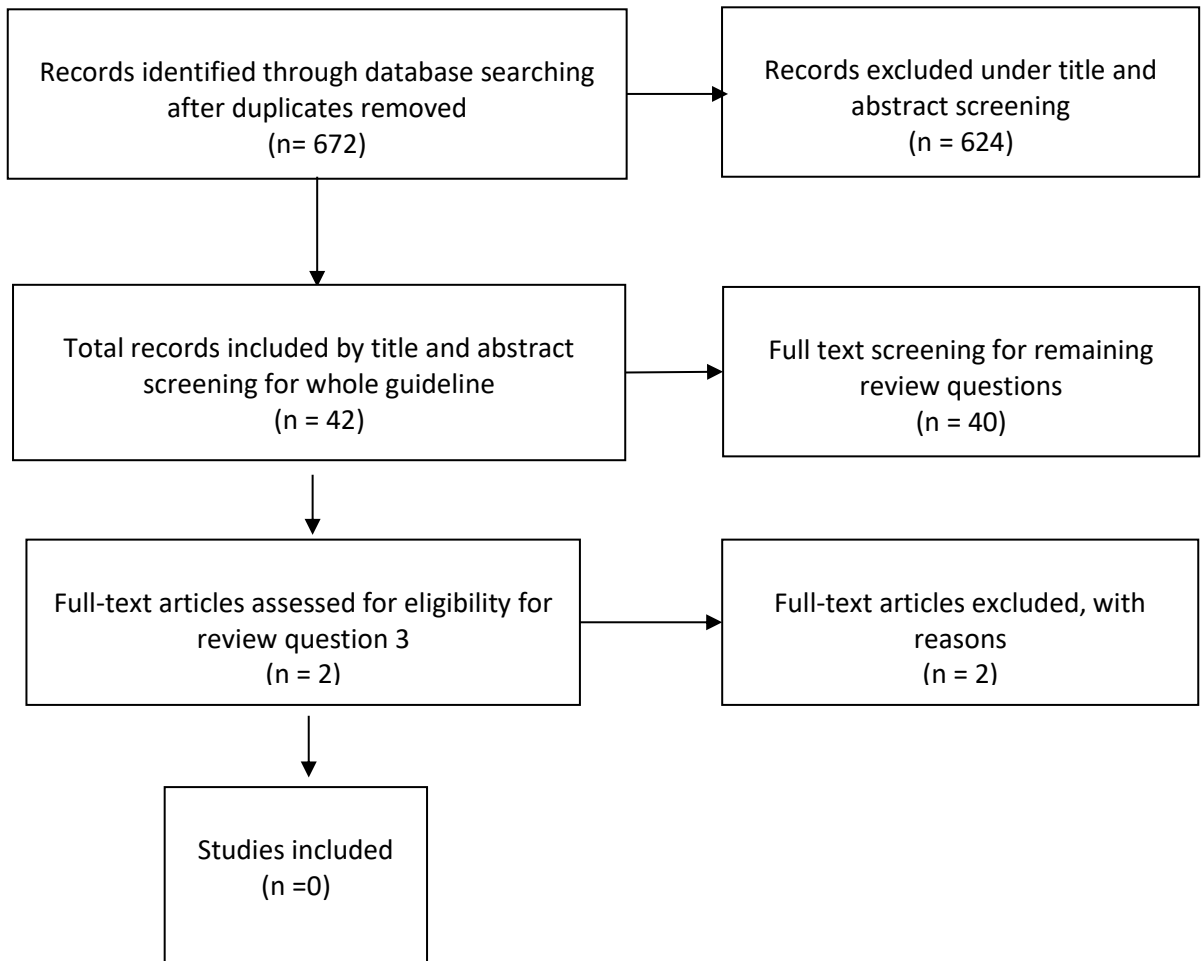 Records identified through database searching
after duplicates removed
(n= 672)
Records excluded under title and
abstract screening
(n = 624)
Total records included by title and abstract
screening for whole guideline
(n = 42)
Full text screening for remaining
review questions
(n = 40)
Full-text articles assessed for eligibility for
review question 3
(n = 2)
Full-text articles excluded, with
reasons
(n = 2)
Studies included
(n =0)